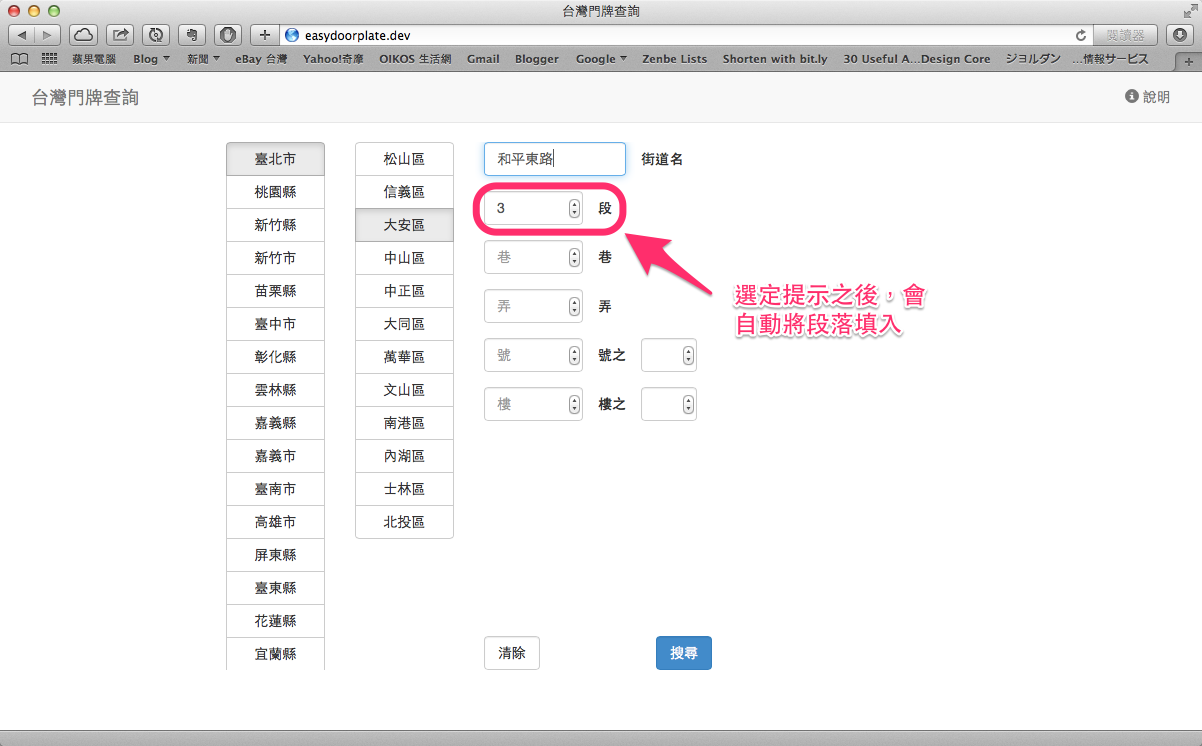 台灣門牌查詢
easydoorplate.dev
閱讀器
蘋果電腦 Blog 新聞 eBay 台灣 Yahoo!奇摩 OIKOS 生活網 Gmail Blogger Google Zenbe Lists Shorten with bit.ly 30 Useful A...Design Core ジョルダン ...情報サービス
台灣門牌查詢
說明
臺北市
桃園縣
新竹縣
新竹市
苗栗縣
臺中市
彰化縣
雲林縣
嘉義縣
嘉義市
臺南市
高雄市
屏東縣
臺東縣
花蓮縣
宜蘭縣
松山區
信義區
大安區
中山區
中正區
大同區
萬華區
文山區
南港區
內湖區
士林區
北投區
和平東路 街道名
3 段
巷 巷
弄 弄
號 號之
樓 樓之
選定提示之後，會
自動將段落填入
清除
搜尋